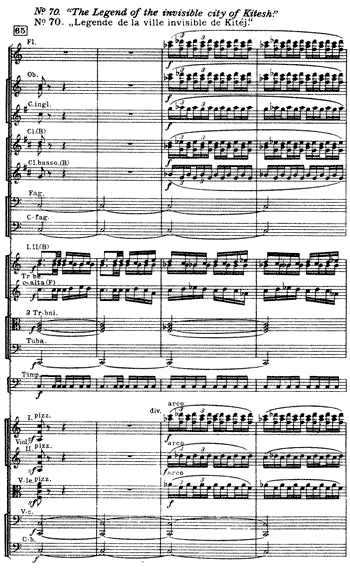 No 70. "The Legend of the invisible city of Kitesh."
No 70. „Legende de la ville invisible de Kitéj."
65
Fl.
Ob.
C. ingl.
Cl.(B)
Cl. basso.(B)
Fag.
C-fag.
I. II.(B)
Tr-be
c-alta(F)
3 Tr-bni.
Tuba.
Timp.
div. arco
I. pizz.
Viol.
arco
II pizz.
arco
V-le. pizz.
V-c.
C-b.